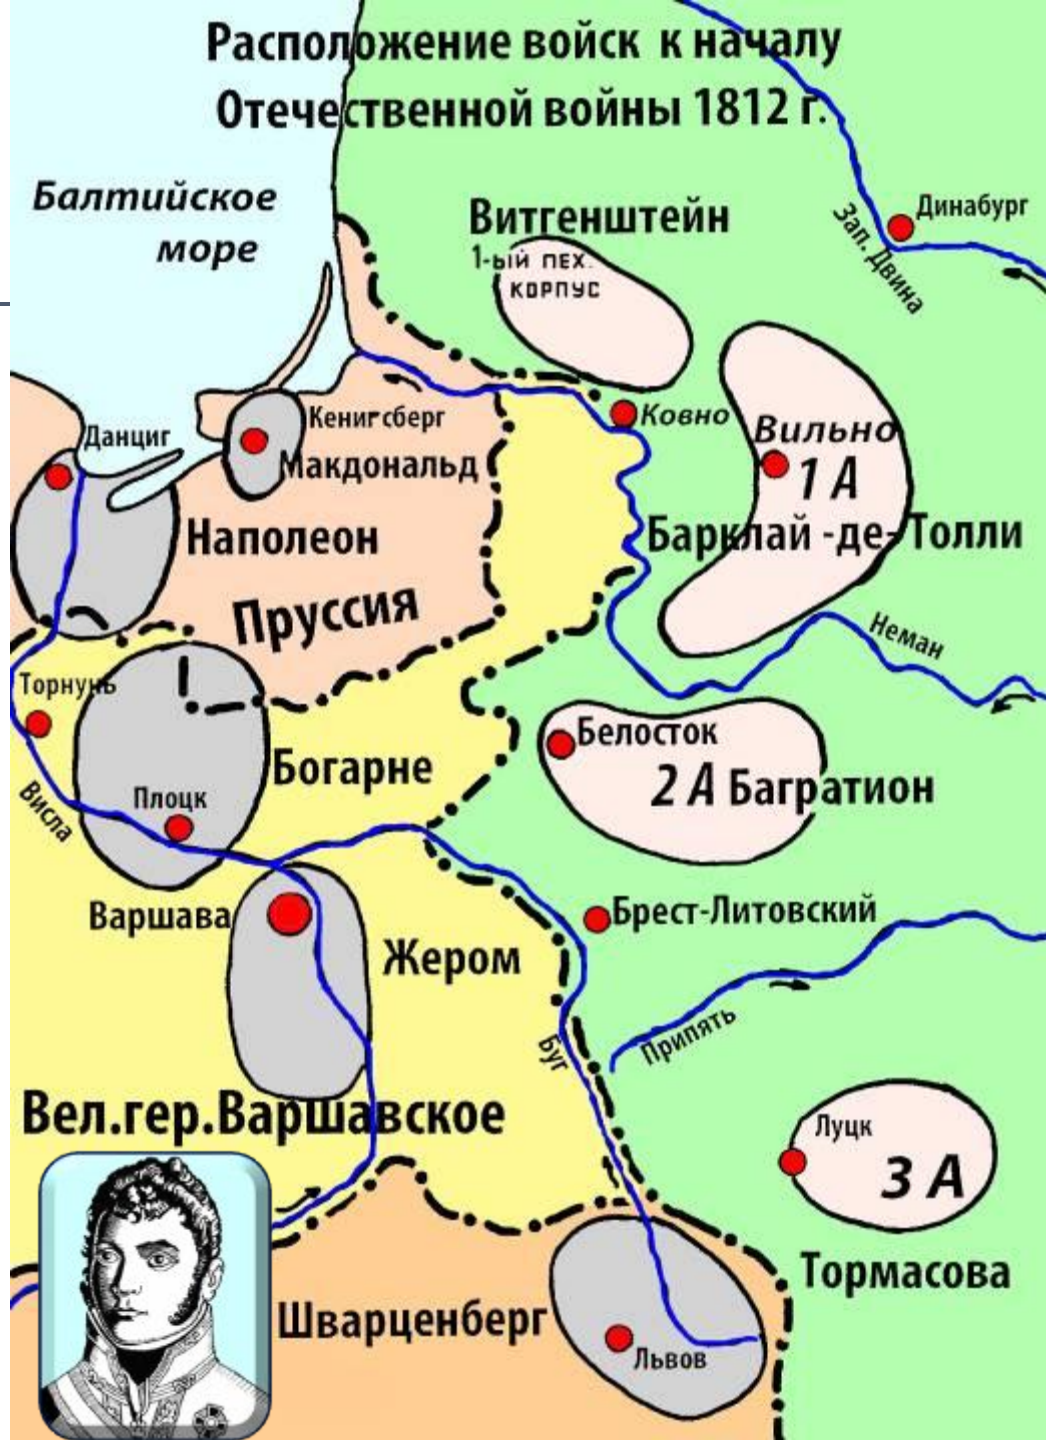 Расположение войск к началу
Отечественной войны 1812 г.
Балтийское
море
Витгенштейн
1-ый пех.
корпус
Динабург
Зап. Двина
Данциг
Кенигсберг
Макдональд
Ковно
Вильно
1 А
Барклай -де-Толли
Наполеон
Пруссия
Неман
Торнунь
Белосток
2 А Багратион
Богарне
Плоцк
Висла
Варшава
Брест-Литовский
Жером
Буг
Припять
Вел.гер.Варшавское
Луцк
3 А
Тормасова
Шварценберг
Львов